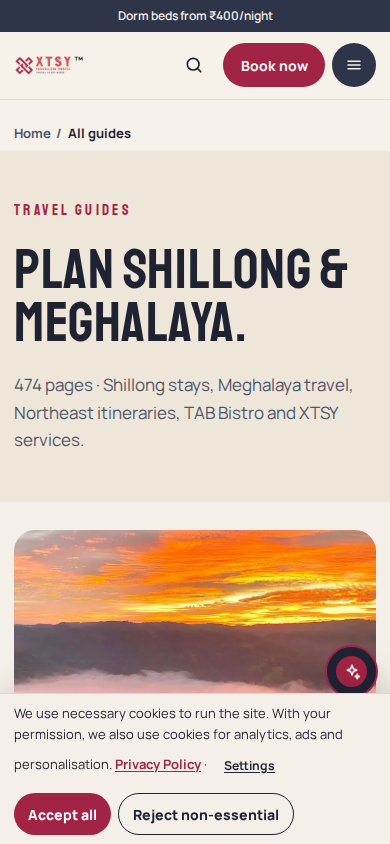 Dorm beds from ₹400/night
XTSY ™
Book now
Home / All guides
TRAVEL GUIDES
PLAN SHILLONG &
MEGHALAYA.
474 pages · Shillong stays, Meghalaya travel,
Northeast itineraries, TAB Bistro and XTSY
services.
We use necessary cookies to run the site. With your
permission, we also use cookies for analytics, ads and
personalisation. Privacy Policy · Settings
Accept all
Reject non-essential